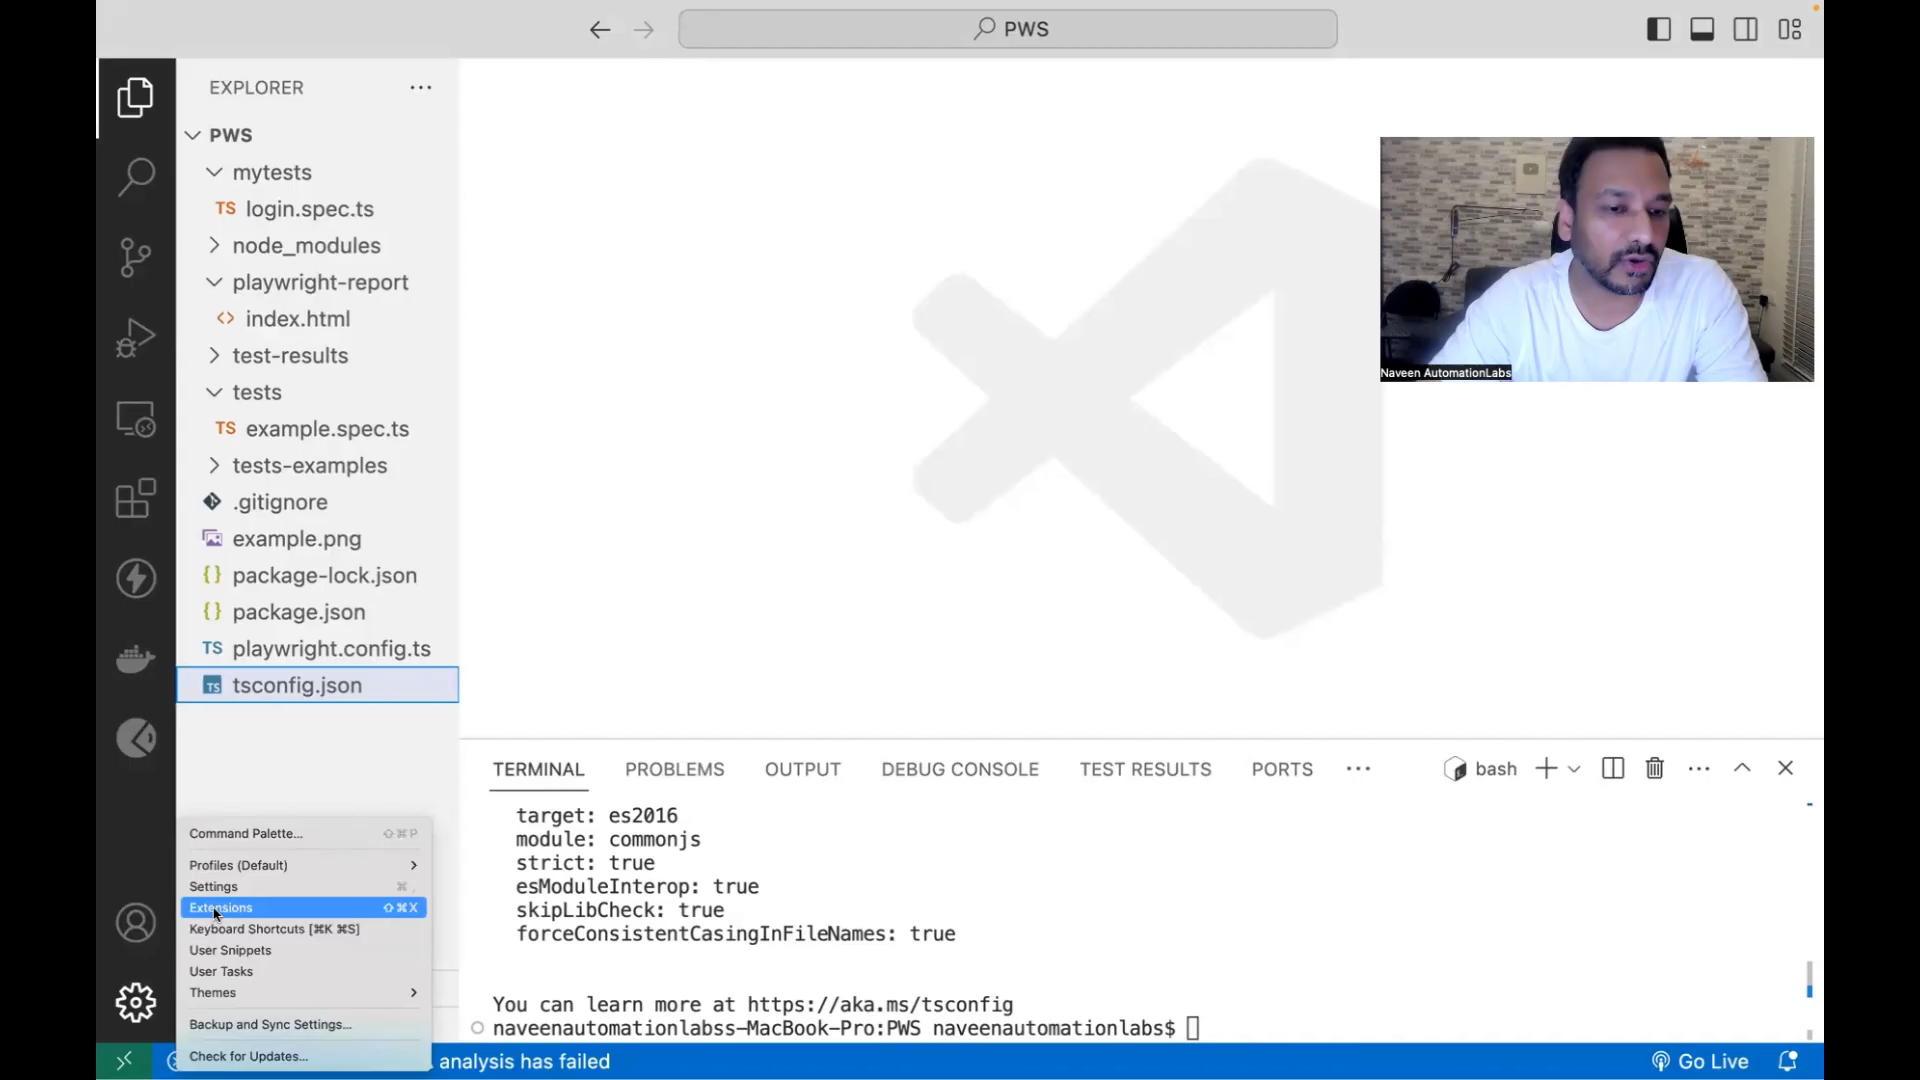 PWS
EXPLORER
PWS
mytests
TS login.spec.ts
node_modules
playwright-report
<> index.html
test-results
tests
TS example.spec.ts
tests-examples
.gitignore
example.png
{} package-lock.json
{} package.json
TS playwright.config.ts
TS tsconfig.json
Naveen AutomationLabs
TERMINAL PROBLEMS OUTPUT DEBUG CONSOLE TEST RESULTS PORTS
bash
target: es2016
module: commonjs
strict: true
esModuleInterop: true
skipLibCheck: true
forceConsistentCasingInFileNames: true
You can learn more at https://aka.ms/tsconfig
naveenautomationlabss-MacBook-Pro:PWS naveenautomationlabs$
Command Palette... ⇧⌘P
Profiles (Default)
Settings ⌘ ,
Extensions ⇧⌘X
Keyboard Shortcuts [⌘K ⌘S]
User Snippets
User Tasks
Themes
Backup and Sync Settings...
Check for Updates...
analysis has failed
Go Live